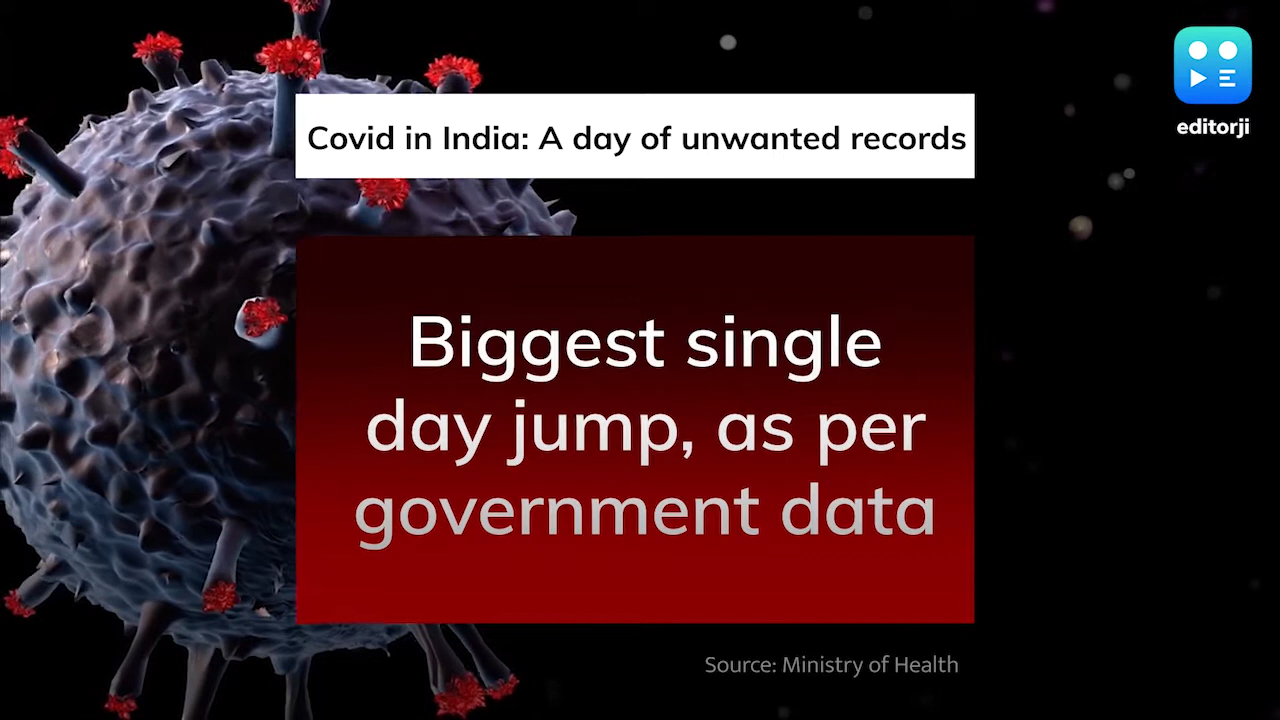 editorji
Covid in India: A day of unwanted records
Biggest single
day jump, as per
government data
Source: Ministry of Health